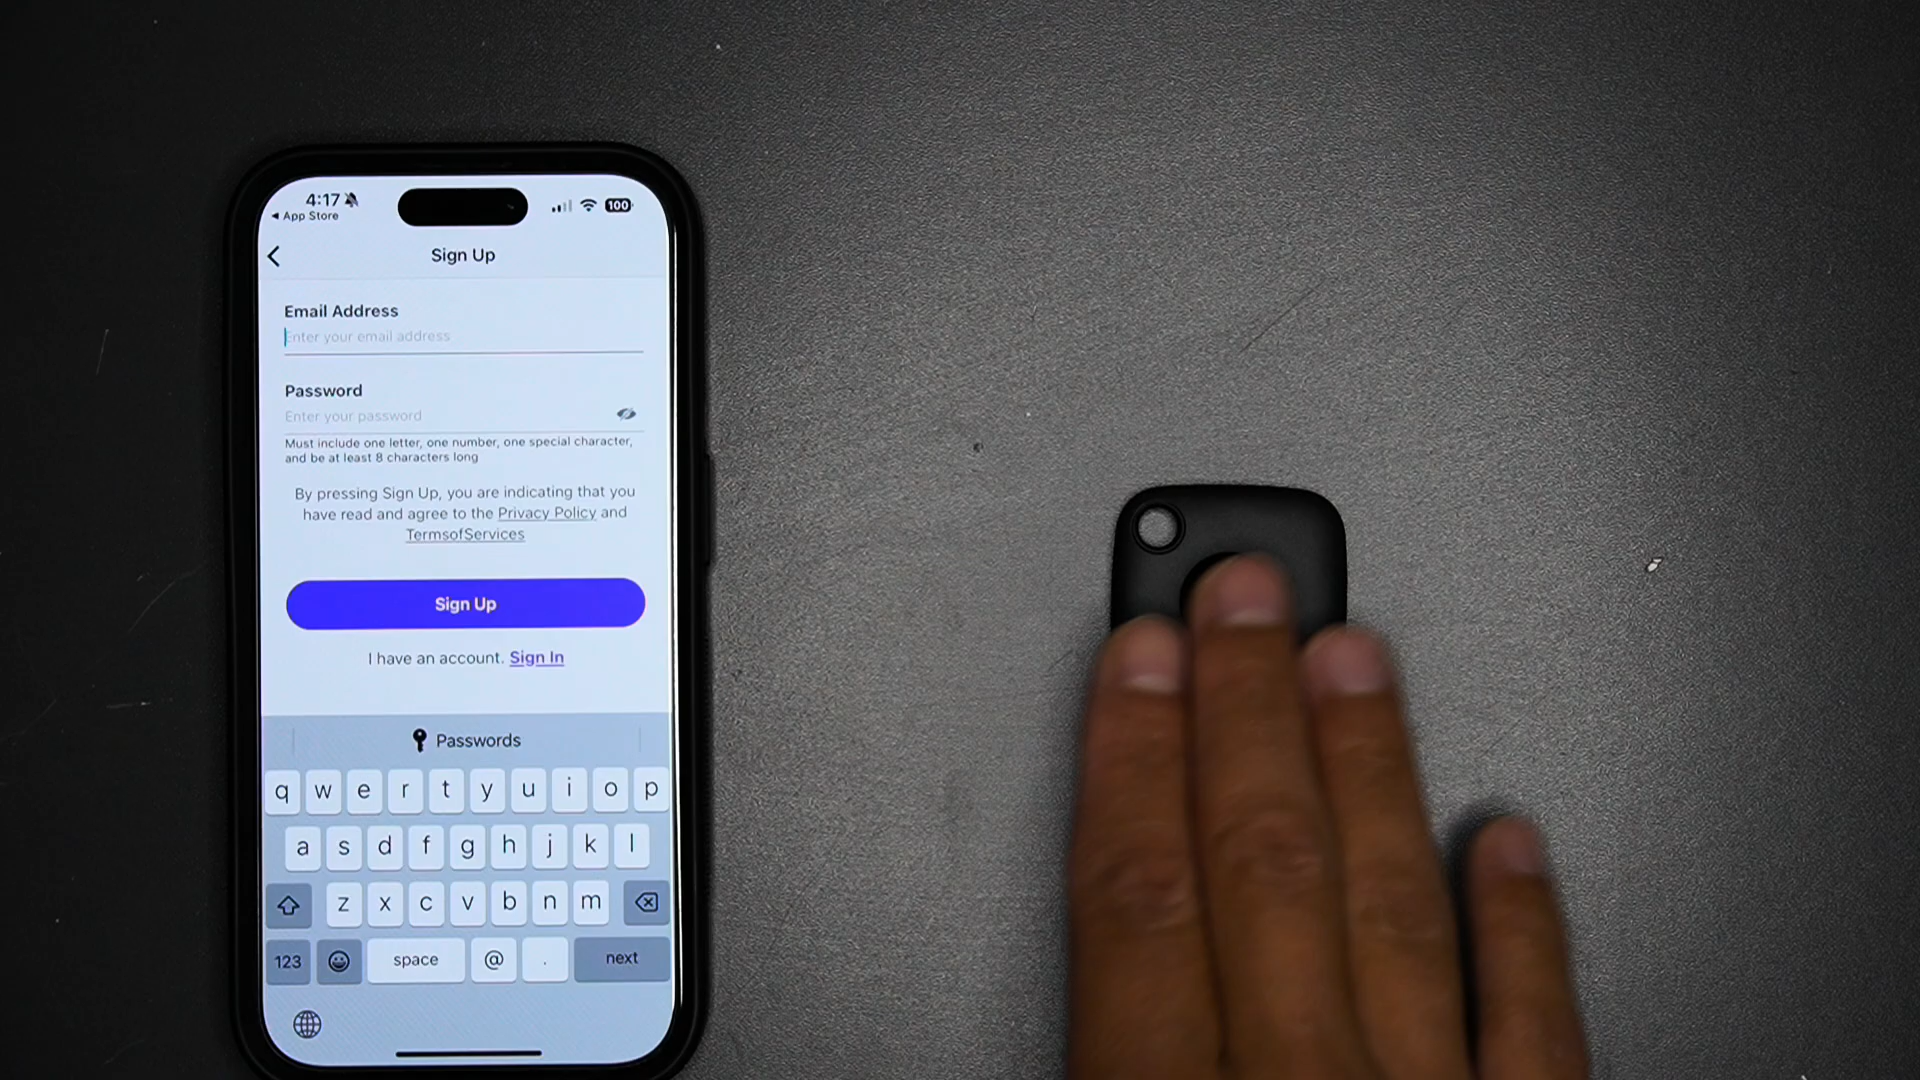 4:17
100
◀ App Store
Sign Up
Email Address
Enter your email address
Password
Enter your password
Must include one letter, one number, one special character,
and be at least 8 characters long
By pressing Sign Up, you are indicating that you
have read and agree to the Privacy Policy and
TermsofServices
Sign Up
I have an account. Sign In
Passwords
q w e r t y u i o p
a s d f g h j k l
z x c v b n m
123 space @ . next